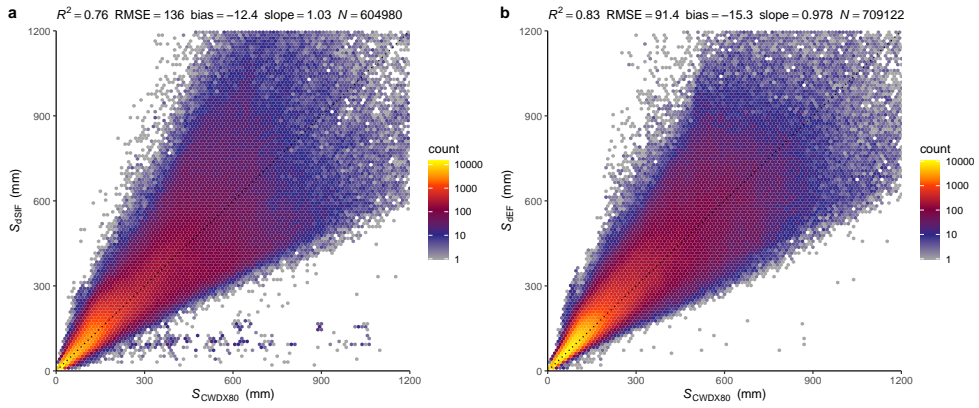 a
R² = 0.76 RMSE = 136 bias = −12.4 slope = 1.03 N = 604980
1200
900
600
300
0
S_dSIF (mm)
0 300 600 900 1200
S_CWDX80 (mm)
count
10000
1000
100
10
1
b
R² = 0.83 RMSE = 91.4 bias = −15.3 slope = 0.978 N = 709122
1200
900
600
300
0
S_dEF (mm)
0 300 600 900 1200
S_CWDX80 (mm)
count
10000
1000
100
10
1